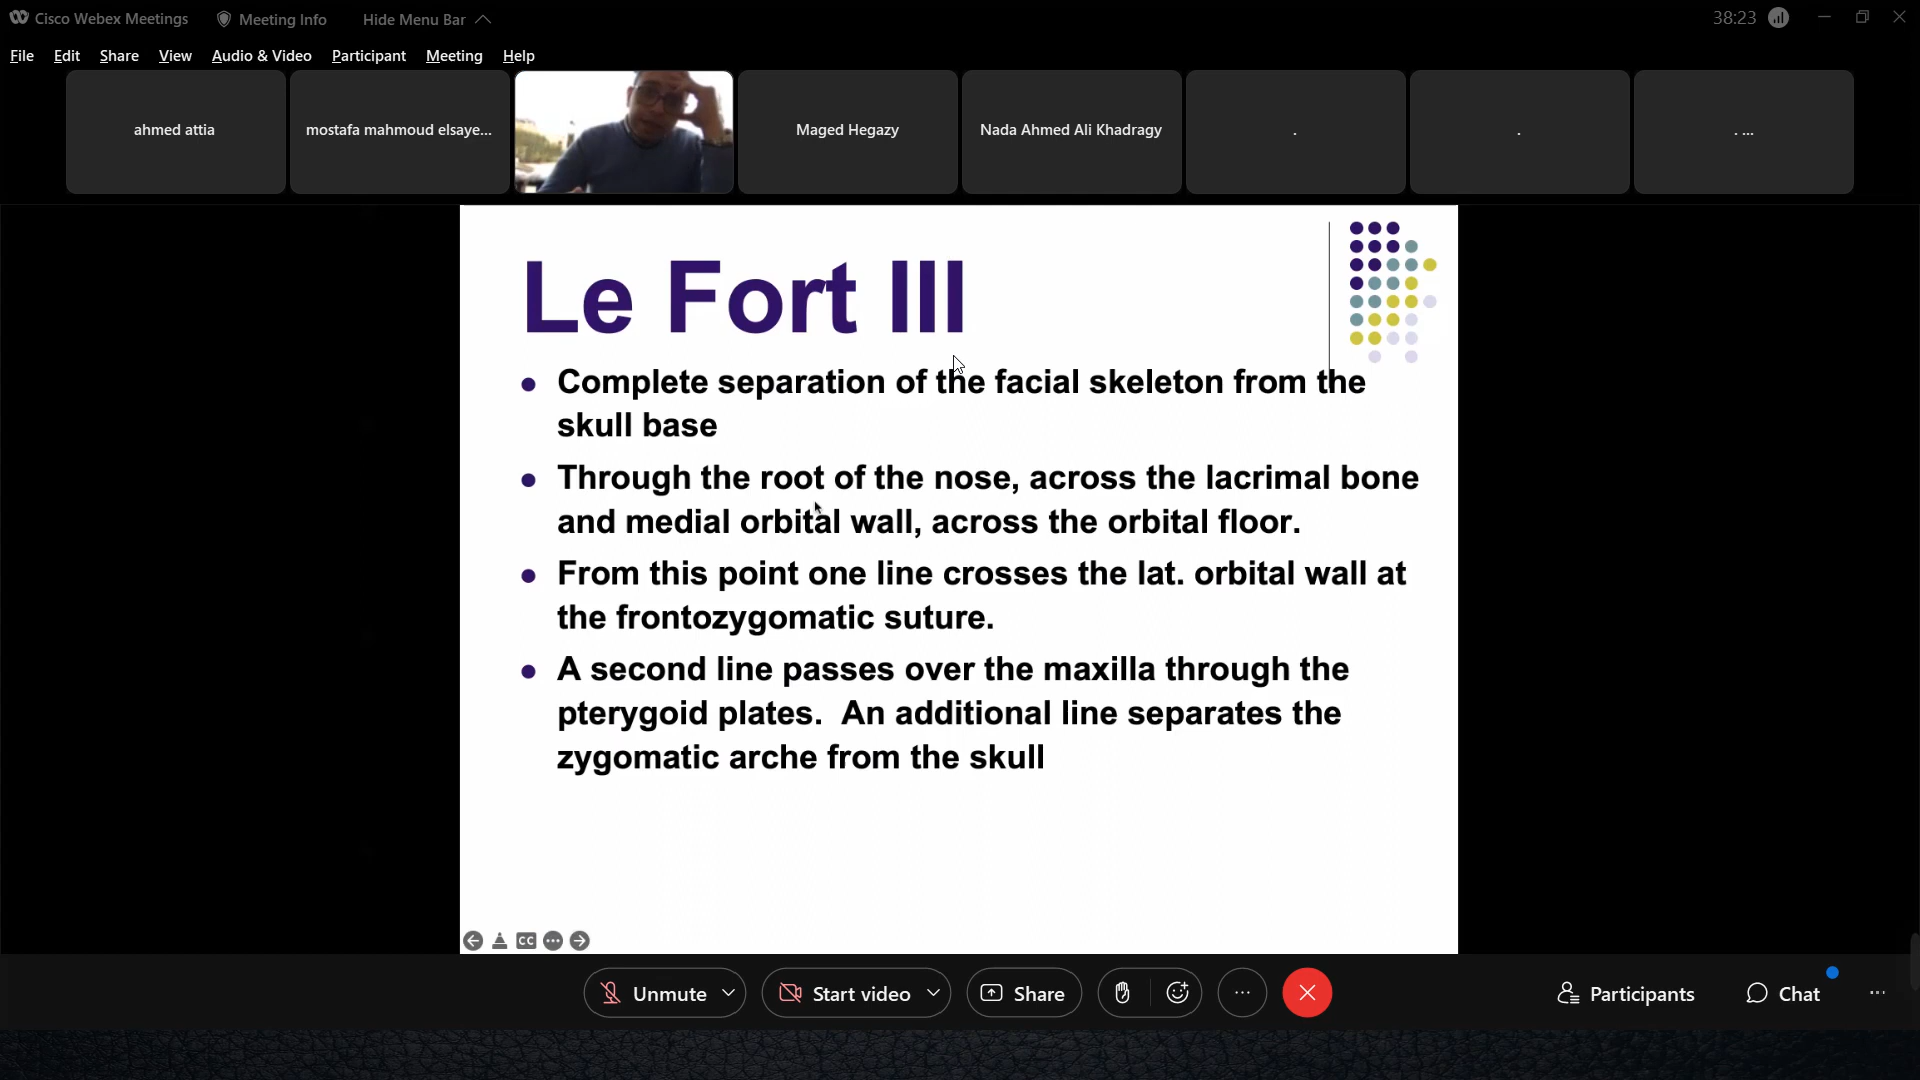 Cisco Webex Meetings
Meeting Info
Hide Menu Bar
38:23
File Edit Share View Audio & Video Participant Meeting Help
ahmed attia
mostafa mahmoud elsaye...
Maged Hegazy
Nada Ahmed Ali Khadragy
.
.
. ...
Le Fort III
• Complete separation of the facial skeleton from the
skull base
• Through the root of the nose, across the lacrimal bone
and medial orbital wall, across the orbital floor.
• From this point one line crosses the lat. orbital wall at
the frontozygomatic suture.
• A second line passes over the maxilla through the
pterygoid plates.  An additional line separates the
zygomatic arche from the skull
CC
Unmute
Start video
Share
Participants
Chat